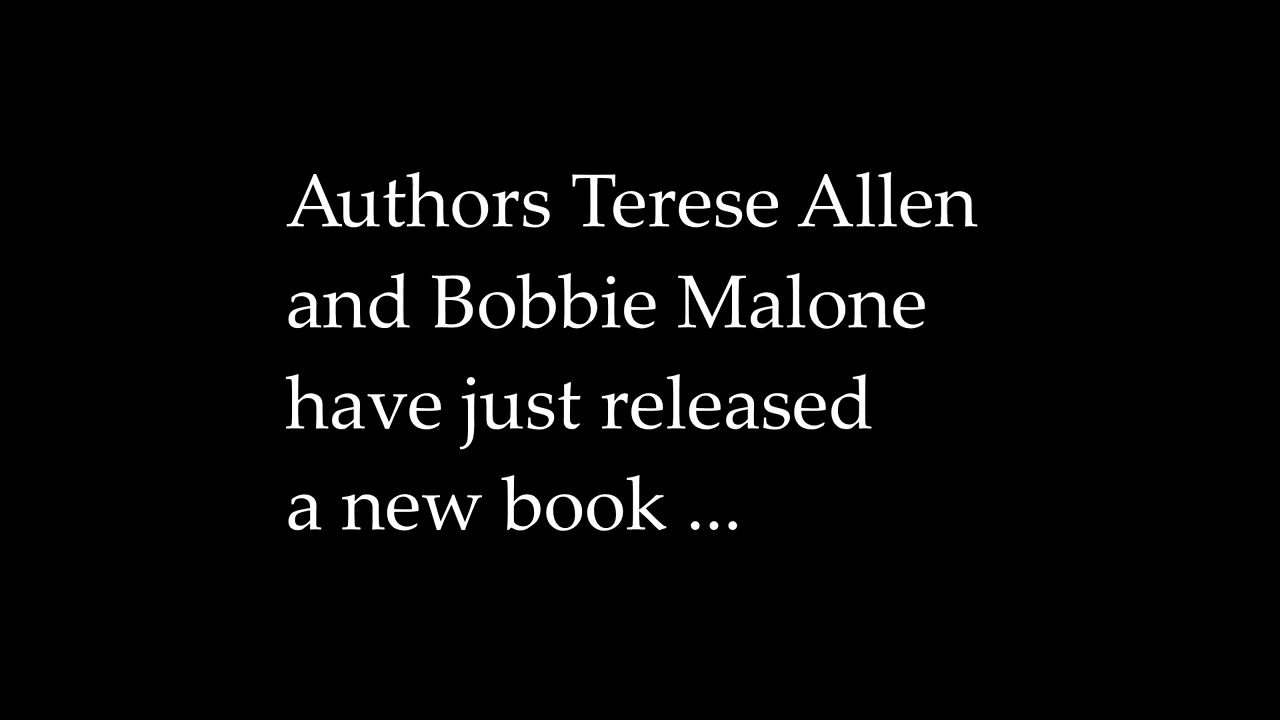 Authors Terese Allen
and Bobbie Malone
have just released
a new book ...